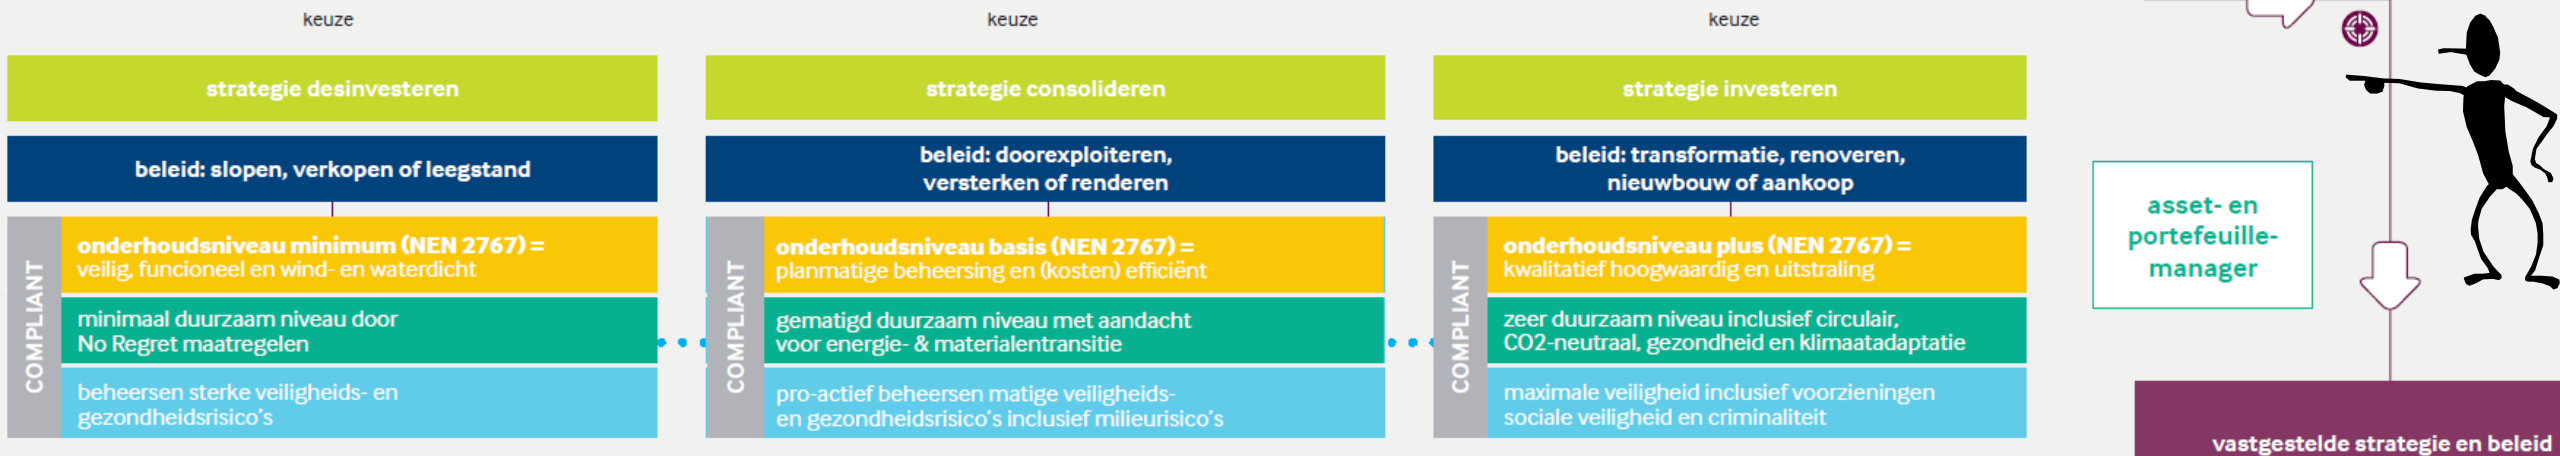 keuze
strategie desinvesteren
beleid: slopen, verkopen of leegstand
COMPLIANT
onderhoudsniveau minimum (NEN 2767) =
veilig, funcioneel en wind- en waterdicht
minimaal duurzaam niveau door
No Regret maatregelen
beheersen sterke veiligheids- en
gezondheidsrisico's
keuze
strategie consolideren
beleid: doorexploiteren,
versterken of renderen
COMPLIANT
onderhoudsniveau basis (NEN 2767) =
planmatige beheersing en (kosten) efficiënt
gematigd duurzaam niveau met aandacht
voor energie- & materialentransitie
pro-actief beheersen matige veiligheids-
en gezondheidsrisico's inclusief milieurisico's
keuze
strategie investeren
beleid: transformatie, renoveren,
nieuwbouw of aankoop
COMPLIANT
onderhoudsniveau plus (NEN 2767) =
kwalitatief hoogwaardig en uitstraling
zeer duurzaam niveau inclusief circulair,
CO2-neutraal, gezondheid en klimaatadaptatie
maximale veiligheid inclusief voorzieningen
sociale veiligheid en criminaliteit
asset- en
portefeuille-
manager
vastgestelde strategie en beleid